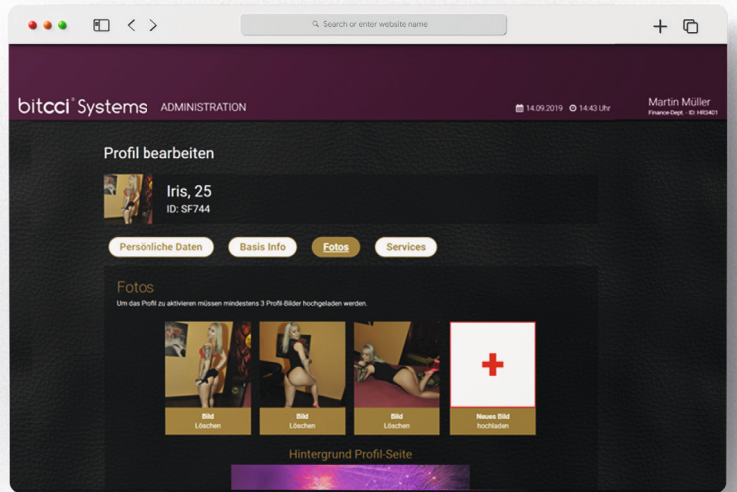 Search or enter website name
bitcci® Systems ADMINISTRATION
14.09.2019 14:43 Uhr
Martin Müller
Finance-Dept. - ID: HR3401
Profil bearbeiten
Iris, 25
ID: SF744
Persönliche Daten Basis Info Fotos Services
Fotos
Um das Profil zu aktivieren müssen mindestens 3 Profil-Bilder hochgeladen werden.
Bild Bild Bild Neues Bild
Löschen Löschen Löschen hochladen
Hintergrund Profil-Seite